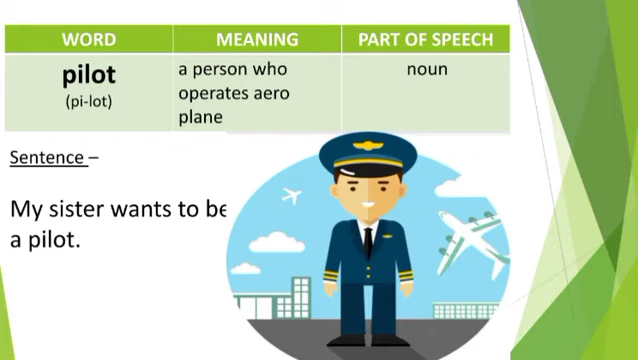 WORD MEANING PART OF SPEECH
pilot a person who noun
(pi-lot) operates aero
plane
Sentence –
My sister wants to be
a pilot.